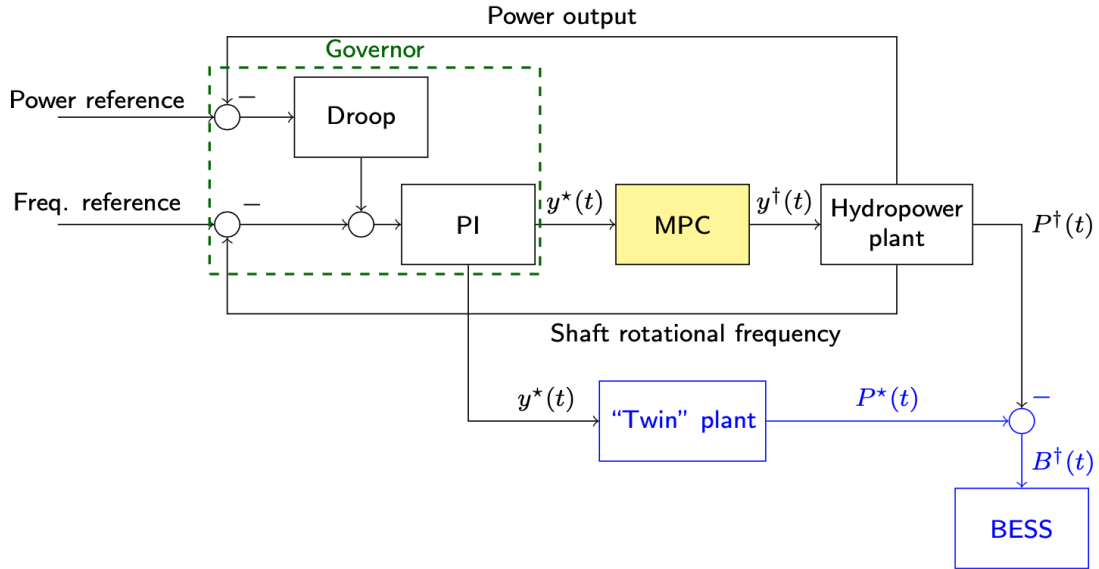 Power output
Governor
Power reference
−
Droop
Freq. reference
−
PI
y⋆(t)
MPC
y†(t)
Hydropower
plant
P†(t)
Shaft rotational frequency
y⋆(t)
“Twin” plant
P⋆(t)
−
B†(t)
BESS